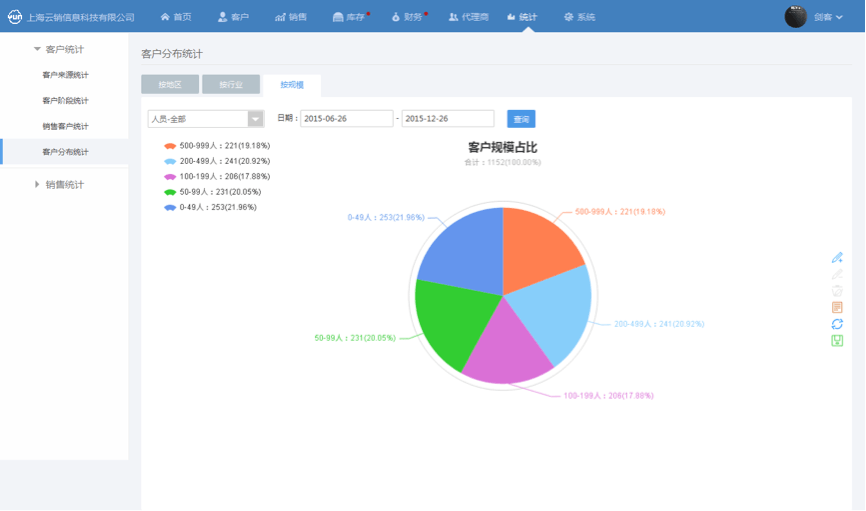 上海云销信息科技有限公司
首页
客户
销售
库存
财务
代理商
统计
系统
剑客
客户统计
客户来源统计
客户阶段统计
销售客户统计
客户分布统计
销售统计
客户分布统计
按地区
按行业
按规模
人员-全部
日期：
2015-06-26
-
2015-12-26
查询
500-999人：221(19.18%)
200-499人：241(20.92%)
100-199人：206(17.88%)
50-99人：231(20.05%)
0-49人：253(21.96%)
客户规模占比
合计：1152(100.00%)
500-999人：221(19.18%)
0-49人：253(21.96%)
200-499人：241(20.92%)
50-99人：231(20.05%)
100-199人：206(17.88%)